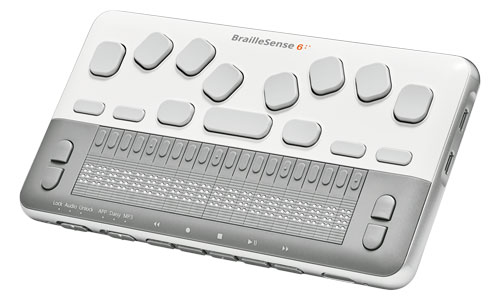 BrailleSense 6
Lock Audio Unlock APP Daisy MP3